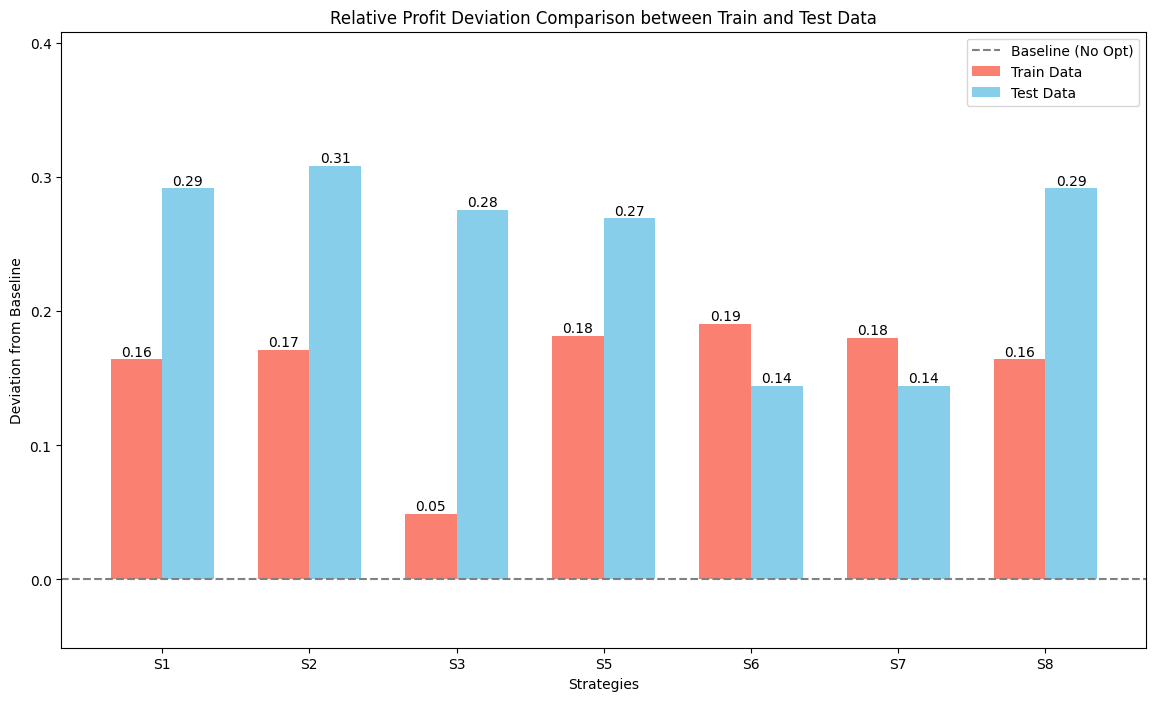 Relative Profit Deviation Comparison between Train and Test Data
Baseline (No Opt)
Train Data
Test Data
Deviation from Baseline
0.4
0.3
0.2
0.1
0.0
0.16
0.29
0.17
0.31
0.05
0.28
0.18
0.27
0.19
0.14
0.18
0.14
0.16
0.29
S1
S2
S3
S5
S6
S7
S8
Strategies